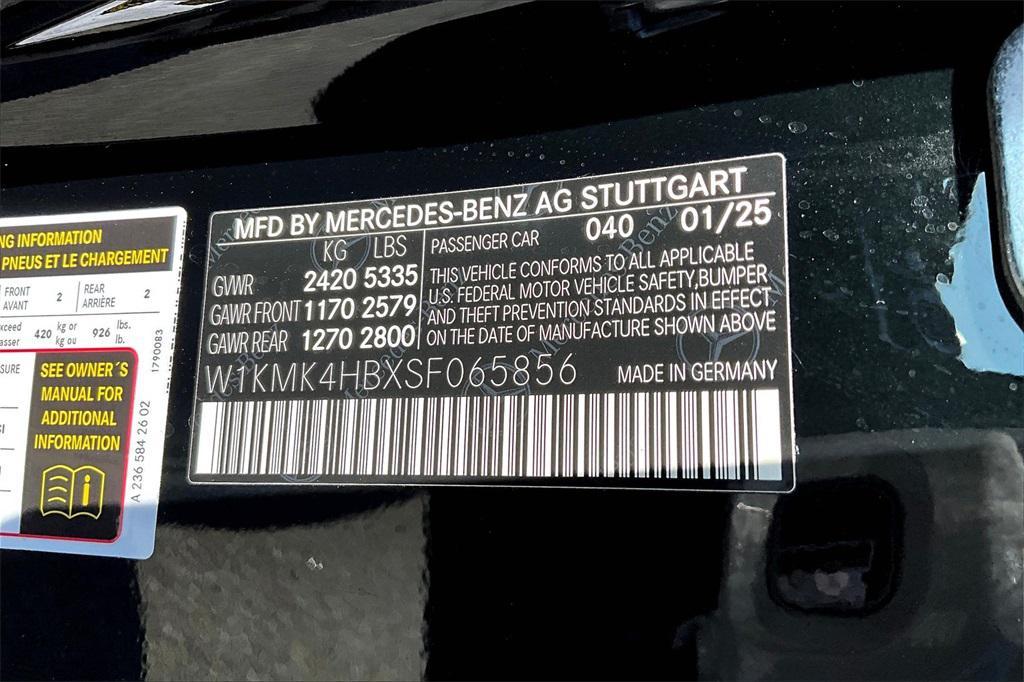 NG INFORMATION
PNEUS ET LE CHARGEMENT
FRONT 2 REAR 2
AVANT ARRIÈRE
420 kg or 926 lbs.
kg ou lb.
SEE OWNER´S
MANUAL FOR
ADDITIONAL
INFORMATION
i
1790083
A 236 584 26 02
MFD BY MERCEDES-BENZ AG STUTTGART
KG LBS PASSENGER CAR 040 01/25
GVWR 2420 5335
GAWR FRONT 1170 2579
GAWR REAR 1270 2800
THIS VEHICLE CONFORMS TO ALL APPLICABLE
U.S. FEDERAL MOTOR VEHICLE SAFETY,BUMPER
AND THEFT PREVENTION STANDARDS IN EFFECT
ON THE DATE OF MANUFACTURE SHOWN ABOVE
W1KMK4HBXSF065856 MADE IN GERMANY